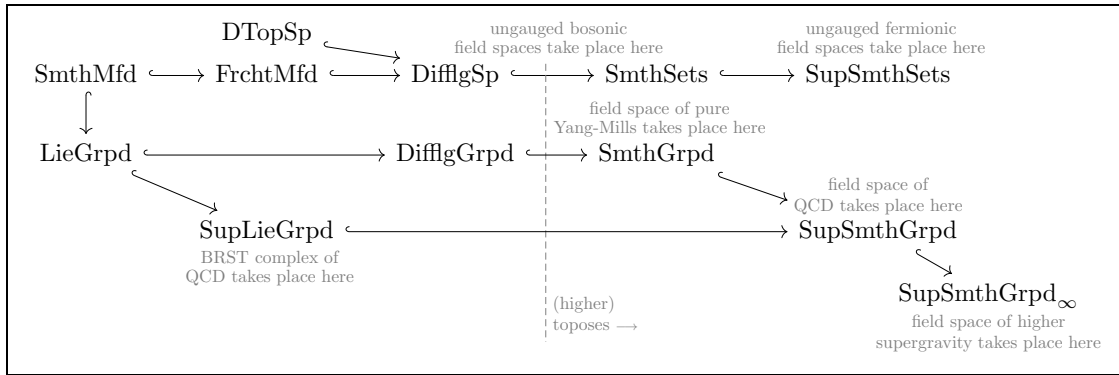 ungauged bosonic
field spaces take place here
ungauged fermionic
field spaces take place here
DTopSp
SmthMfd FrchtMfd DifflgSp SmthSets SupSmthSets
field space of pure
Yang-Mills takes place here
LieGrpd DifflgGrpd SmthGrpd
field space of
QCD takes place here
SupLieGrpd SupSmthGrpd
BRST complex of
QCD takes place here
(higher)
toposes →
SupSmthGrpd∞
field space of higher
supergravity takes place here